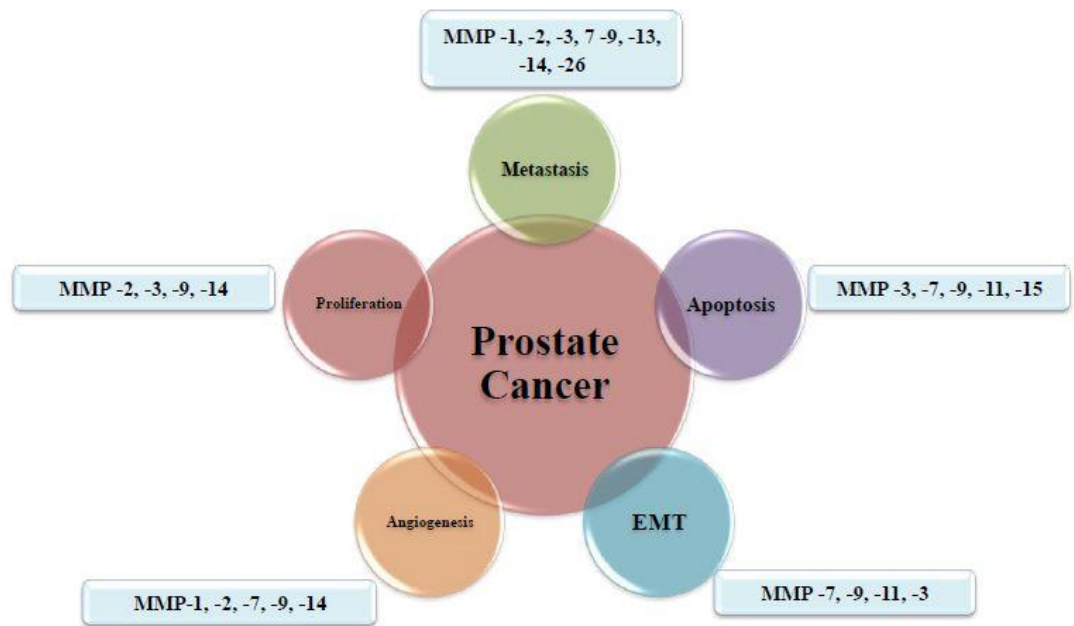 MMP -1, -2, -3, 7 -9, -13,
-14, -26
Metastasis
MMP -2, -3, -9, -14
Proliferation
Apoptosis
MMP -3, -7, -9, -11, -15
Prostate
Cancer
Angiogenesis
EMT
MMP-1, -2, -7, -9, -14
MMP -7, -9, -11, -3